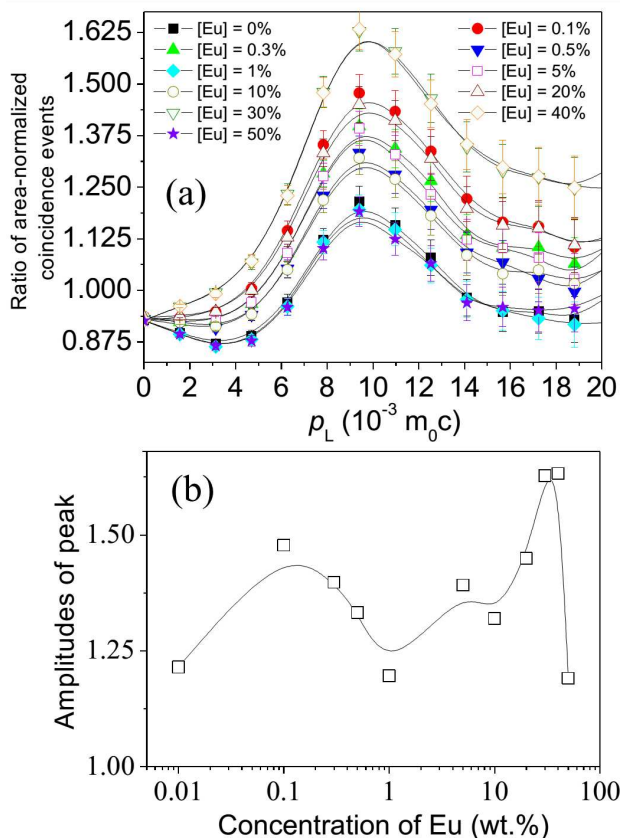 1.625
1.500
1.375
1.250
1.125
1.000
0.875
Ratio of area-normalized
coincidence events
[Eu] = 0%
[Eu] = 0.1%
[Eu] = 0.3%
[Eu] = 0.5%
[Eu] = 1%
[Eu] = 5%
[Eu] = 10%
[Eu] = 20%
[Eu] = 30%
[Eu] = 40%
[Eu] = 50%
(a)
0 2 4 6 8 10 12 14 16 18 20
pL (10-3 m0c)
(b)
Amplitudes of peak
1.50
1.25
1.00
0.01 0.1 1 10 100
Concentration of Eu (wt.%)